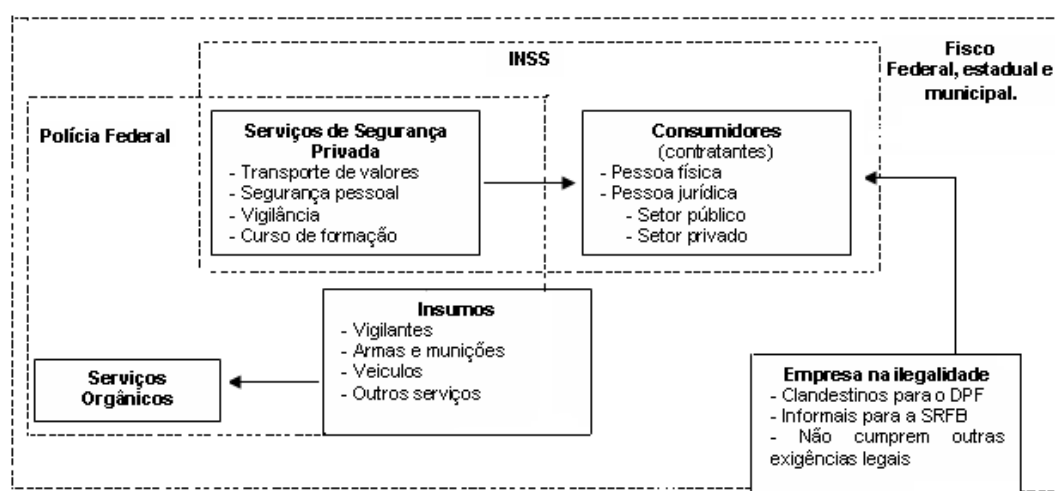 INSS
Fisco
Federal, estadual e
municipal.
Polícia Federal
Serviços de Segurança
Privada
- Transporte de valores
- Segurança pessoal
- Vigilância
- Curso de formação
Consumidores
(contratantes)
- Pessoa física
- Pessoa jurídica
- Setor público
- Setor privado
Insumos
- Vigilantes
- Armas e munições
- Veiculos
- Outros serviços
Serviços
Orgânicos
Empresa na ilegalidade
- Clandestinos para o DPF
- Informais para a SRFB
- Não cumprem outras
exigências legais